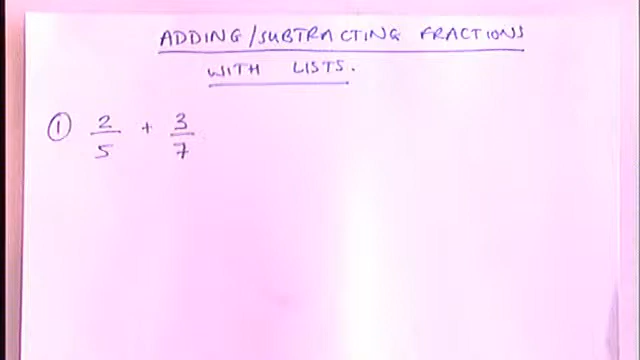 ADDING/SUBTRACTING FRACTIONS
WITH LISTS.
① 2/5 + 3/7